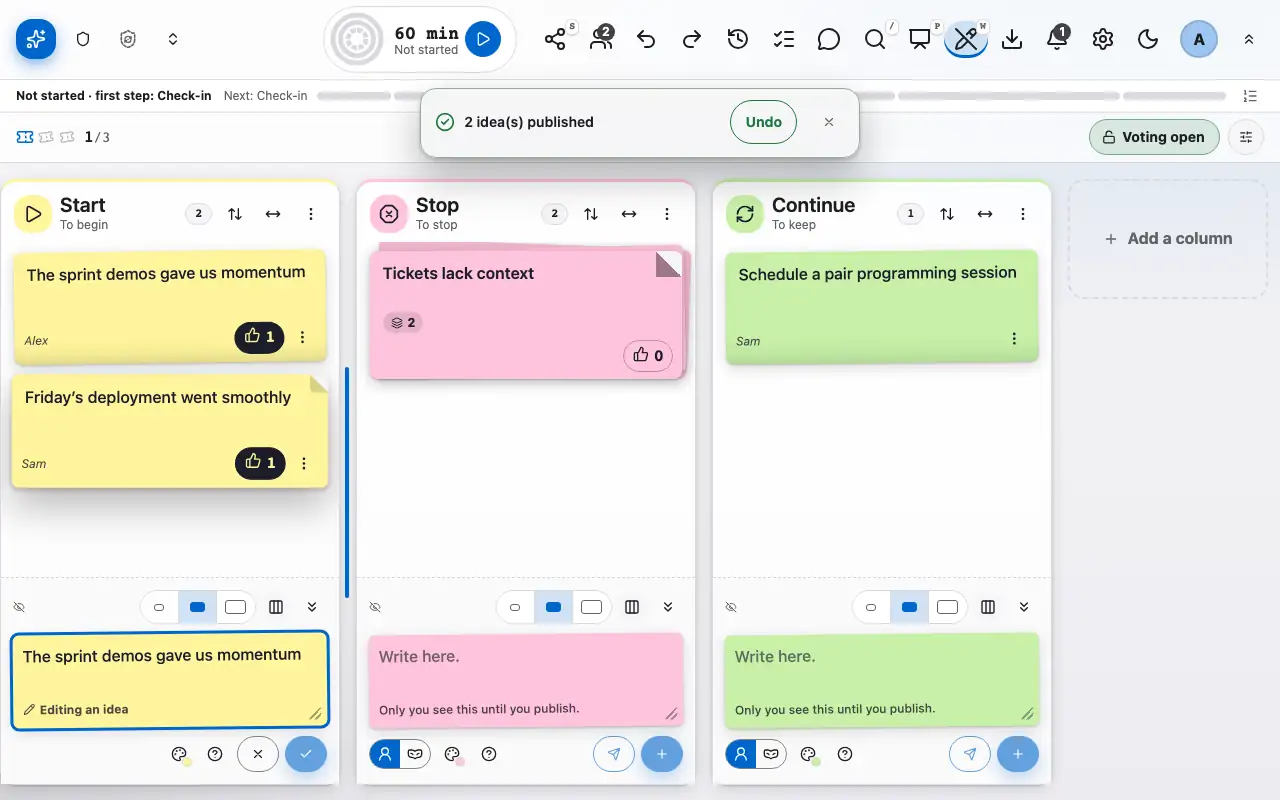 60 min
Not started
S
2
/
P
W
1
A
Not started · first step: Check-in
Next: Check-in
2 idea(s) published
Undo
1/3
Voting open
Start
To begin
2
The sprint demos gave us momentum
Alex
1
Friday’s deployment went smoothly
Sam
1
The sprint demos gave us momentum
Editing an idea
Stop
To stop
2
Tickets lack context
2
0
Write here.
Only you see this until you publish.
Continue
To keep
1
Schedule a pair programming session
Sam
Write here.
Only you see this until you publish.
+ Add a column